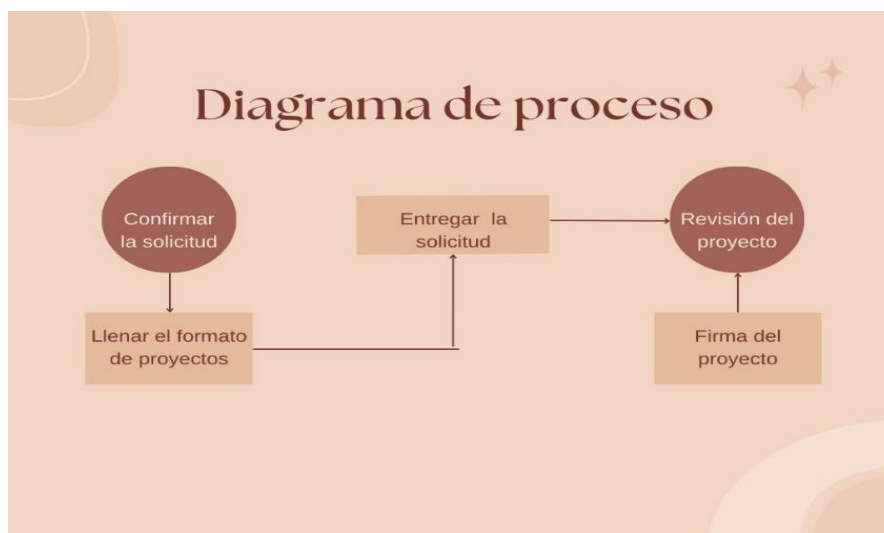 Diagrama de proceso
Confirmar
la solicitud
Llenar el formato
de proyectos
Entregar la
solicitud
Revisión del
proyecto
Firma del
proyecto